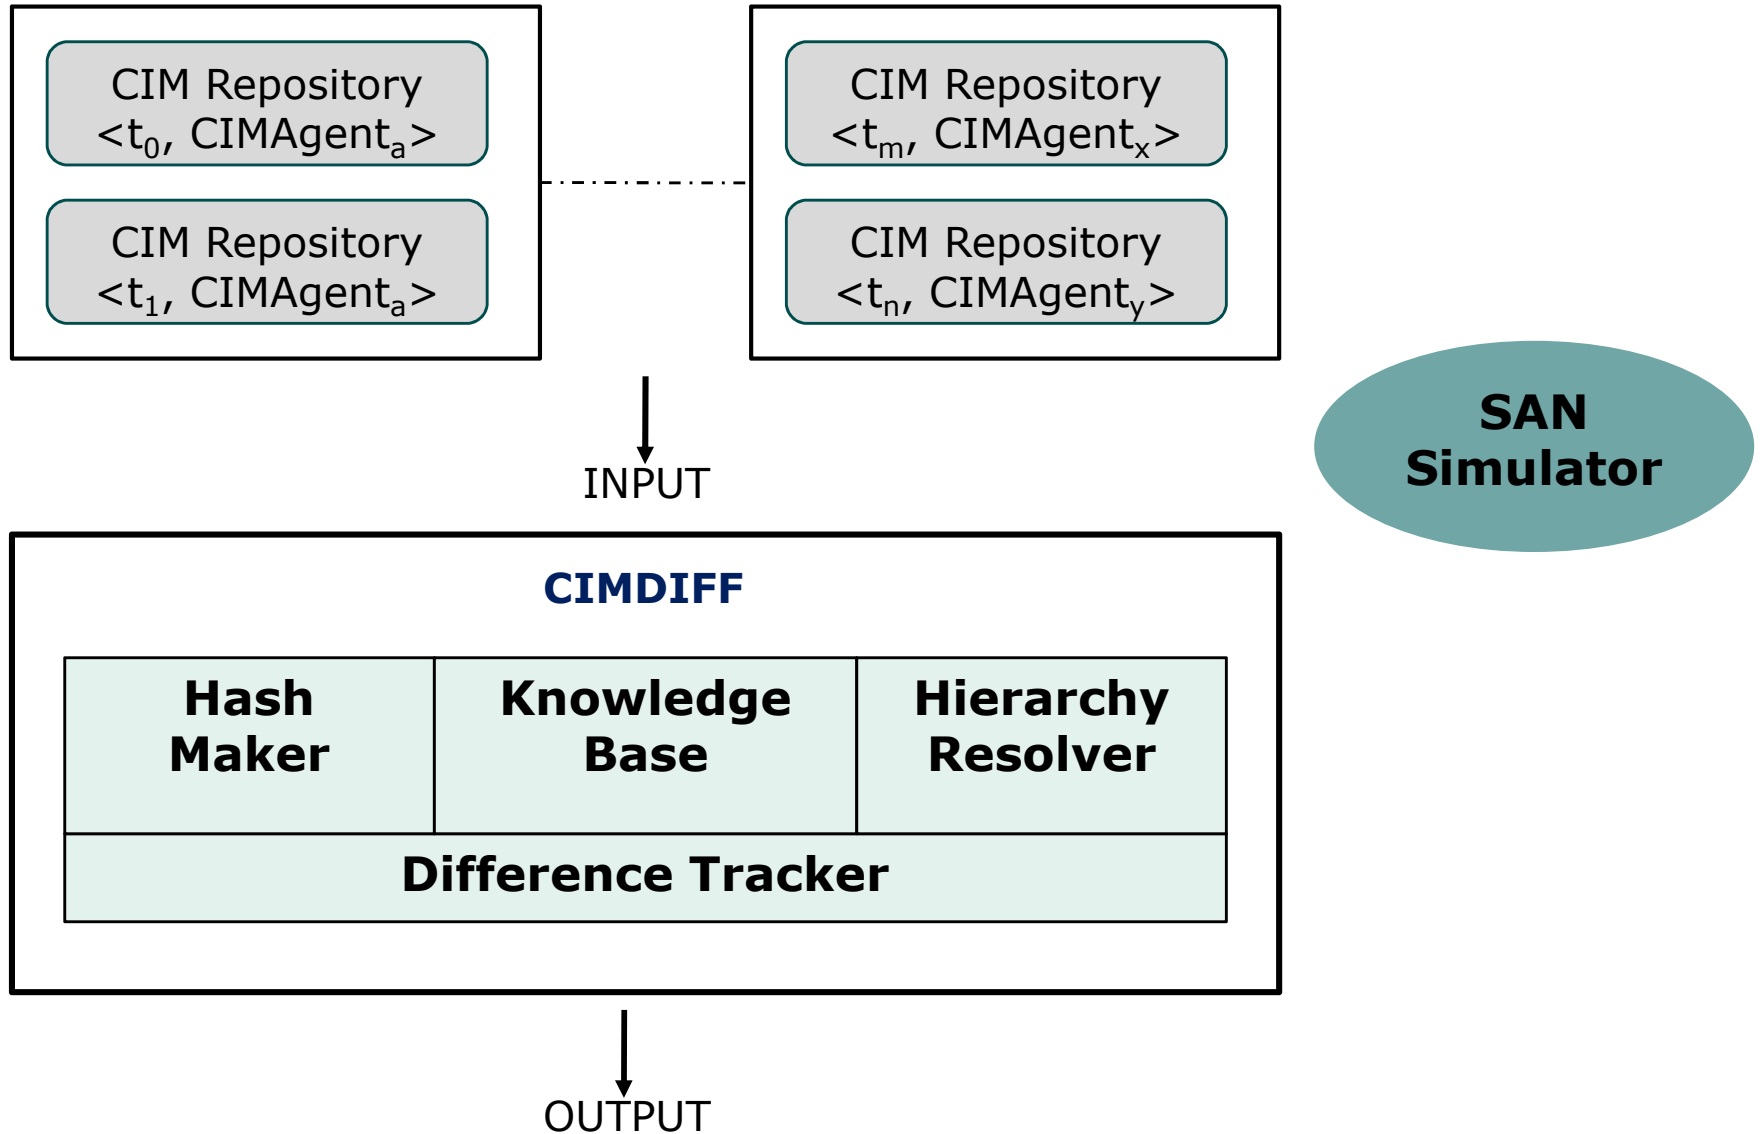 CIM Repository
<t0, CIMAgenta>
CIM Repository
<t1, CIMAgenta>
CIM Repository
<tm, CIMAgentx>
CIM Repository
<tn, CIMAgenty>
SAN
Simulator
INPUT
CIMDIFF
Hash
Maker
Knowledge
Base
Hierarchy
Resolver
Difference Tracker
OUTPUT